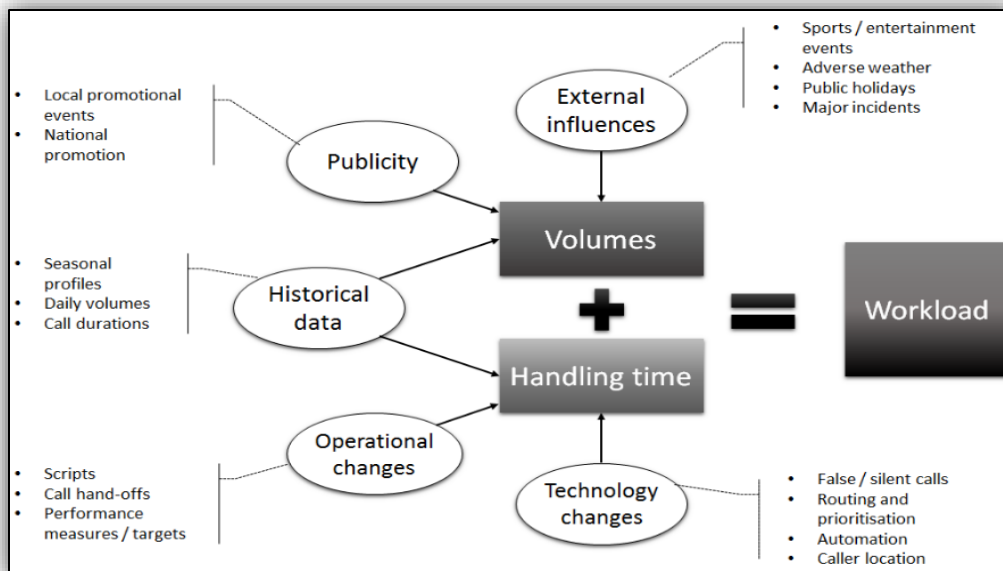 • Sports / entertainment
events
• Adverse weather
• Public holidays
• Major incidents
External
influences
• Local promotional
events
• National
promotion
Publicity
Volumes
• Seasonal
profiles
• Daily volumes
• Call durations
Historical
data
+
=
Workload
Handling time
Operational
changes
• Scripts
• Call hand-offs
• Performance
measures / targets
Technology
changes
• False / silent calls
• Routing and
prioritisation
• Automation
• Caller location